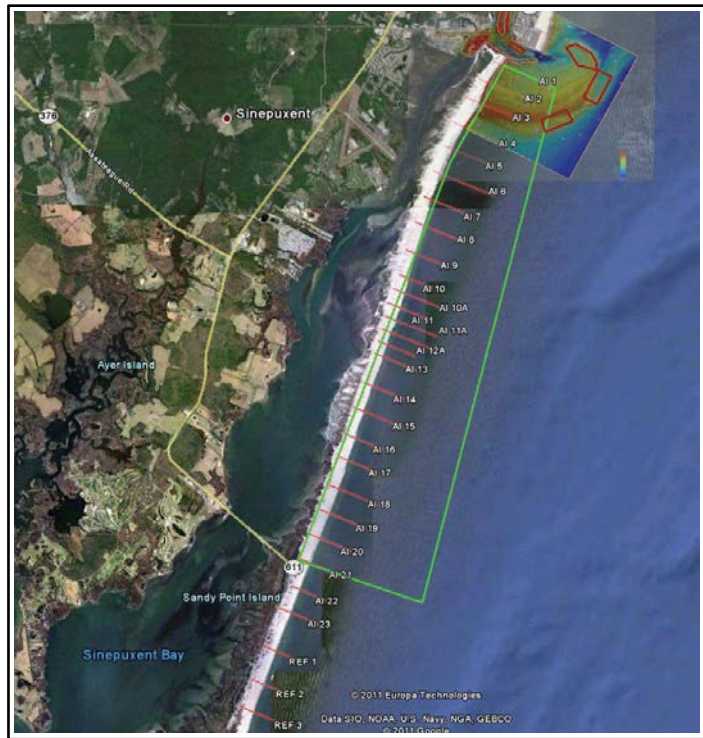 AI 1
AI 2
376
Sinepuxent
AI 3
AI 4
Assateague Rd
AI 5
AI 6
AI 7
AI 8
AI 9
AI 10
AI 10A
AI 11
AI 11A
AI 12A
Ayer Island
AI 13
AI 14
AI 15
AI 16
AI 17
AI 18
AI 19
AI 20
611
AI 21
Sandy Point Island
AI 22
AI 23
Sinepuxent Bay
REF 1
REF 2
© 2011 Europa Technologies
REF 3
Data SIO, NOAA, U.S. Navy, NGA, GEBCO
© 2011 Google